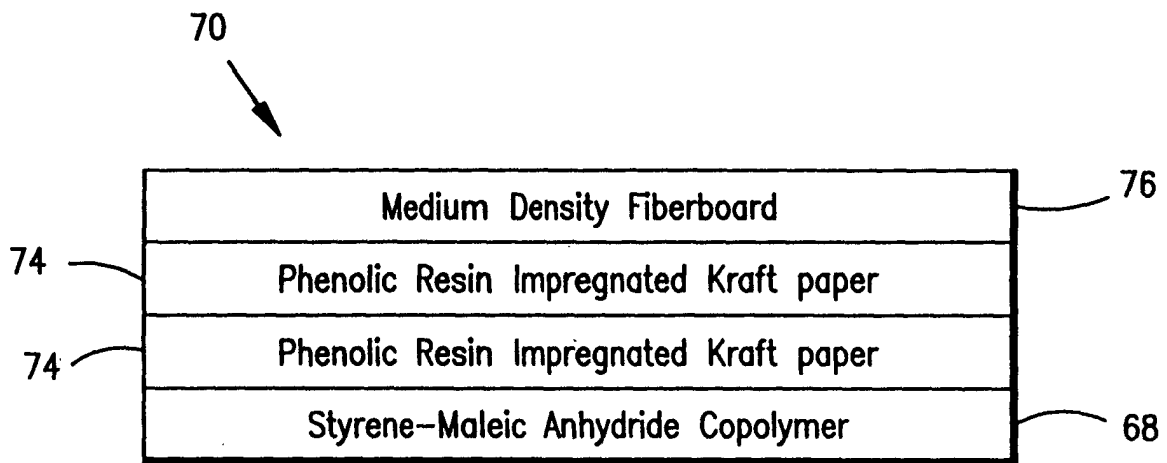 70
Medium Density Fiberboard
76
74
Phenolic Resin Impregnated Kraft paper
74
Phenolic Resin Impregnated Kraft paper
Styrene-Maleic Anhydride Copolymer
68